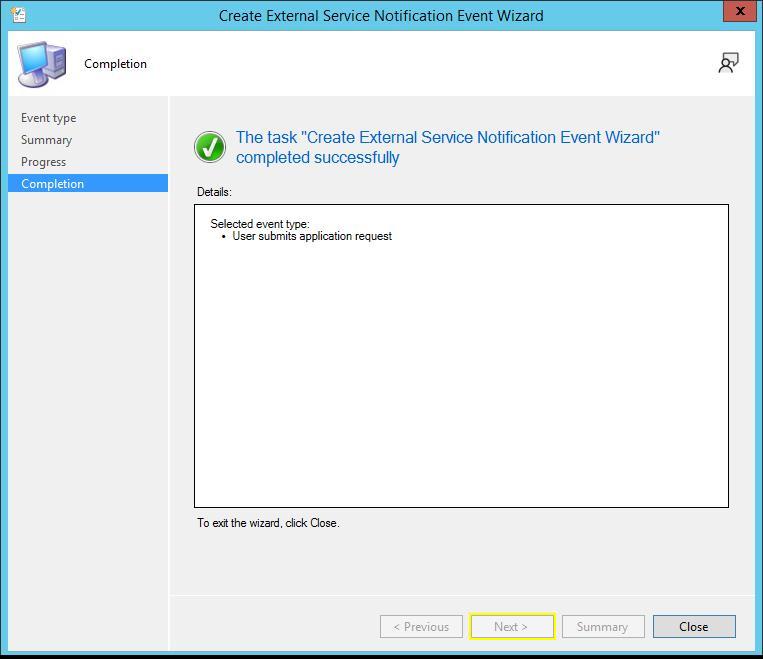 Create External Service Notification Event Wizard
X
Completion
Event type
Summary
Progress
Completion
The task "Create External Service Notification Event Wizard"
completed successfully
Details:
Selected event type:
• User submits application request
To exit the wizard, click Close.
< Previous
Next >
Summary
Close